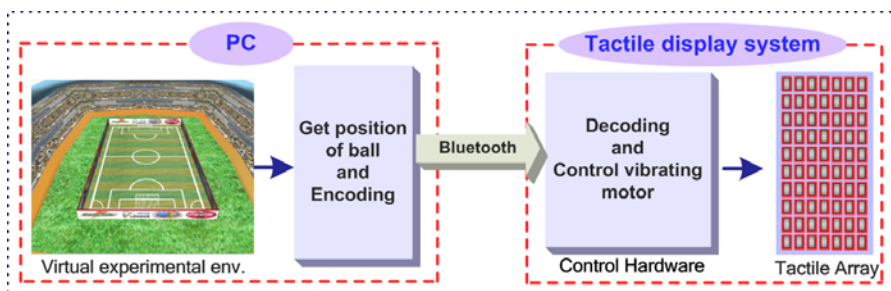 PC
Get position
of ball
and
Encoding
Virtual experimental env.
Bluetooth
Tactile display system
Decoding
and
Control vibrating
motor
Control Hardware
Tactile Array